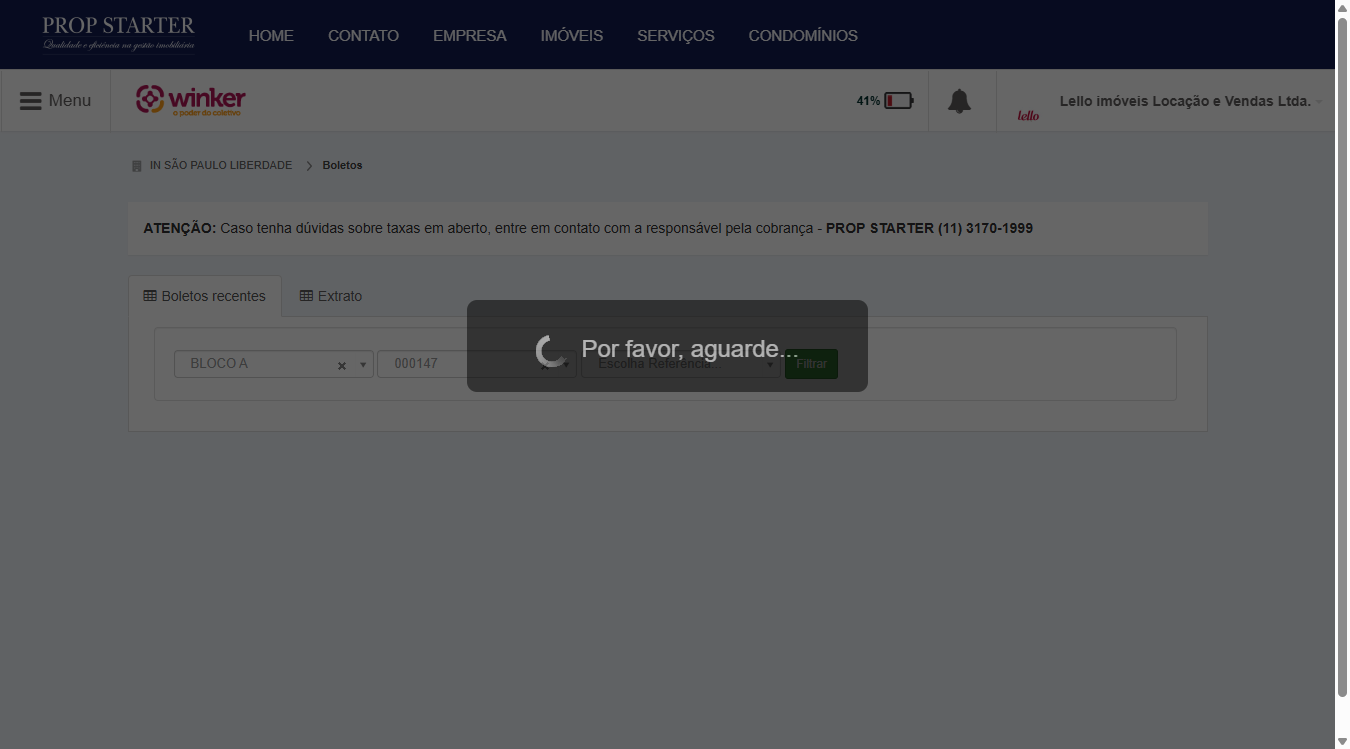 PROP STARTER
Qualidade e eficiência na gestão imobiliária
HOME CONTATO EMPRESA IMÓVEIS SERVIÇOS CONDOMÍNIOS
Menu
winker
o poder do coletivo
41%
lello
Lello imóveis Locação e Vendas Ltda.
IN SÃO PAULO LIBERDADE > Boletos
ATENÇÃO: Caso tenha dúvidas sobre taxas em aberto, entre em contato com a responsável pela cobrança - PROP STARTER (11) 3170-1999
Boletos recentes Extrato
Por favor, aguarde...
BLOCO A × 000147 × Escolha Referência... Filtrar